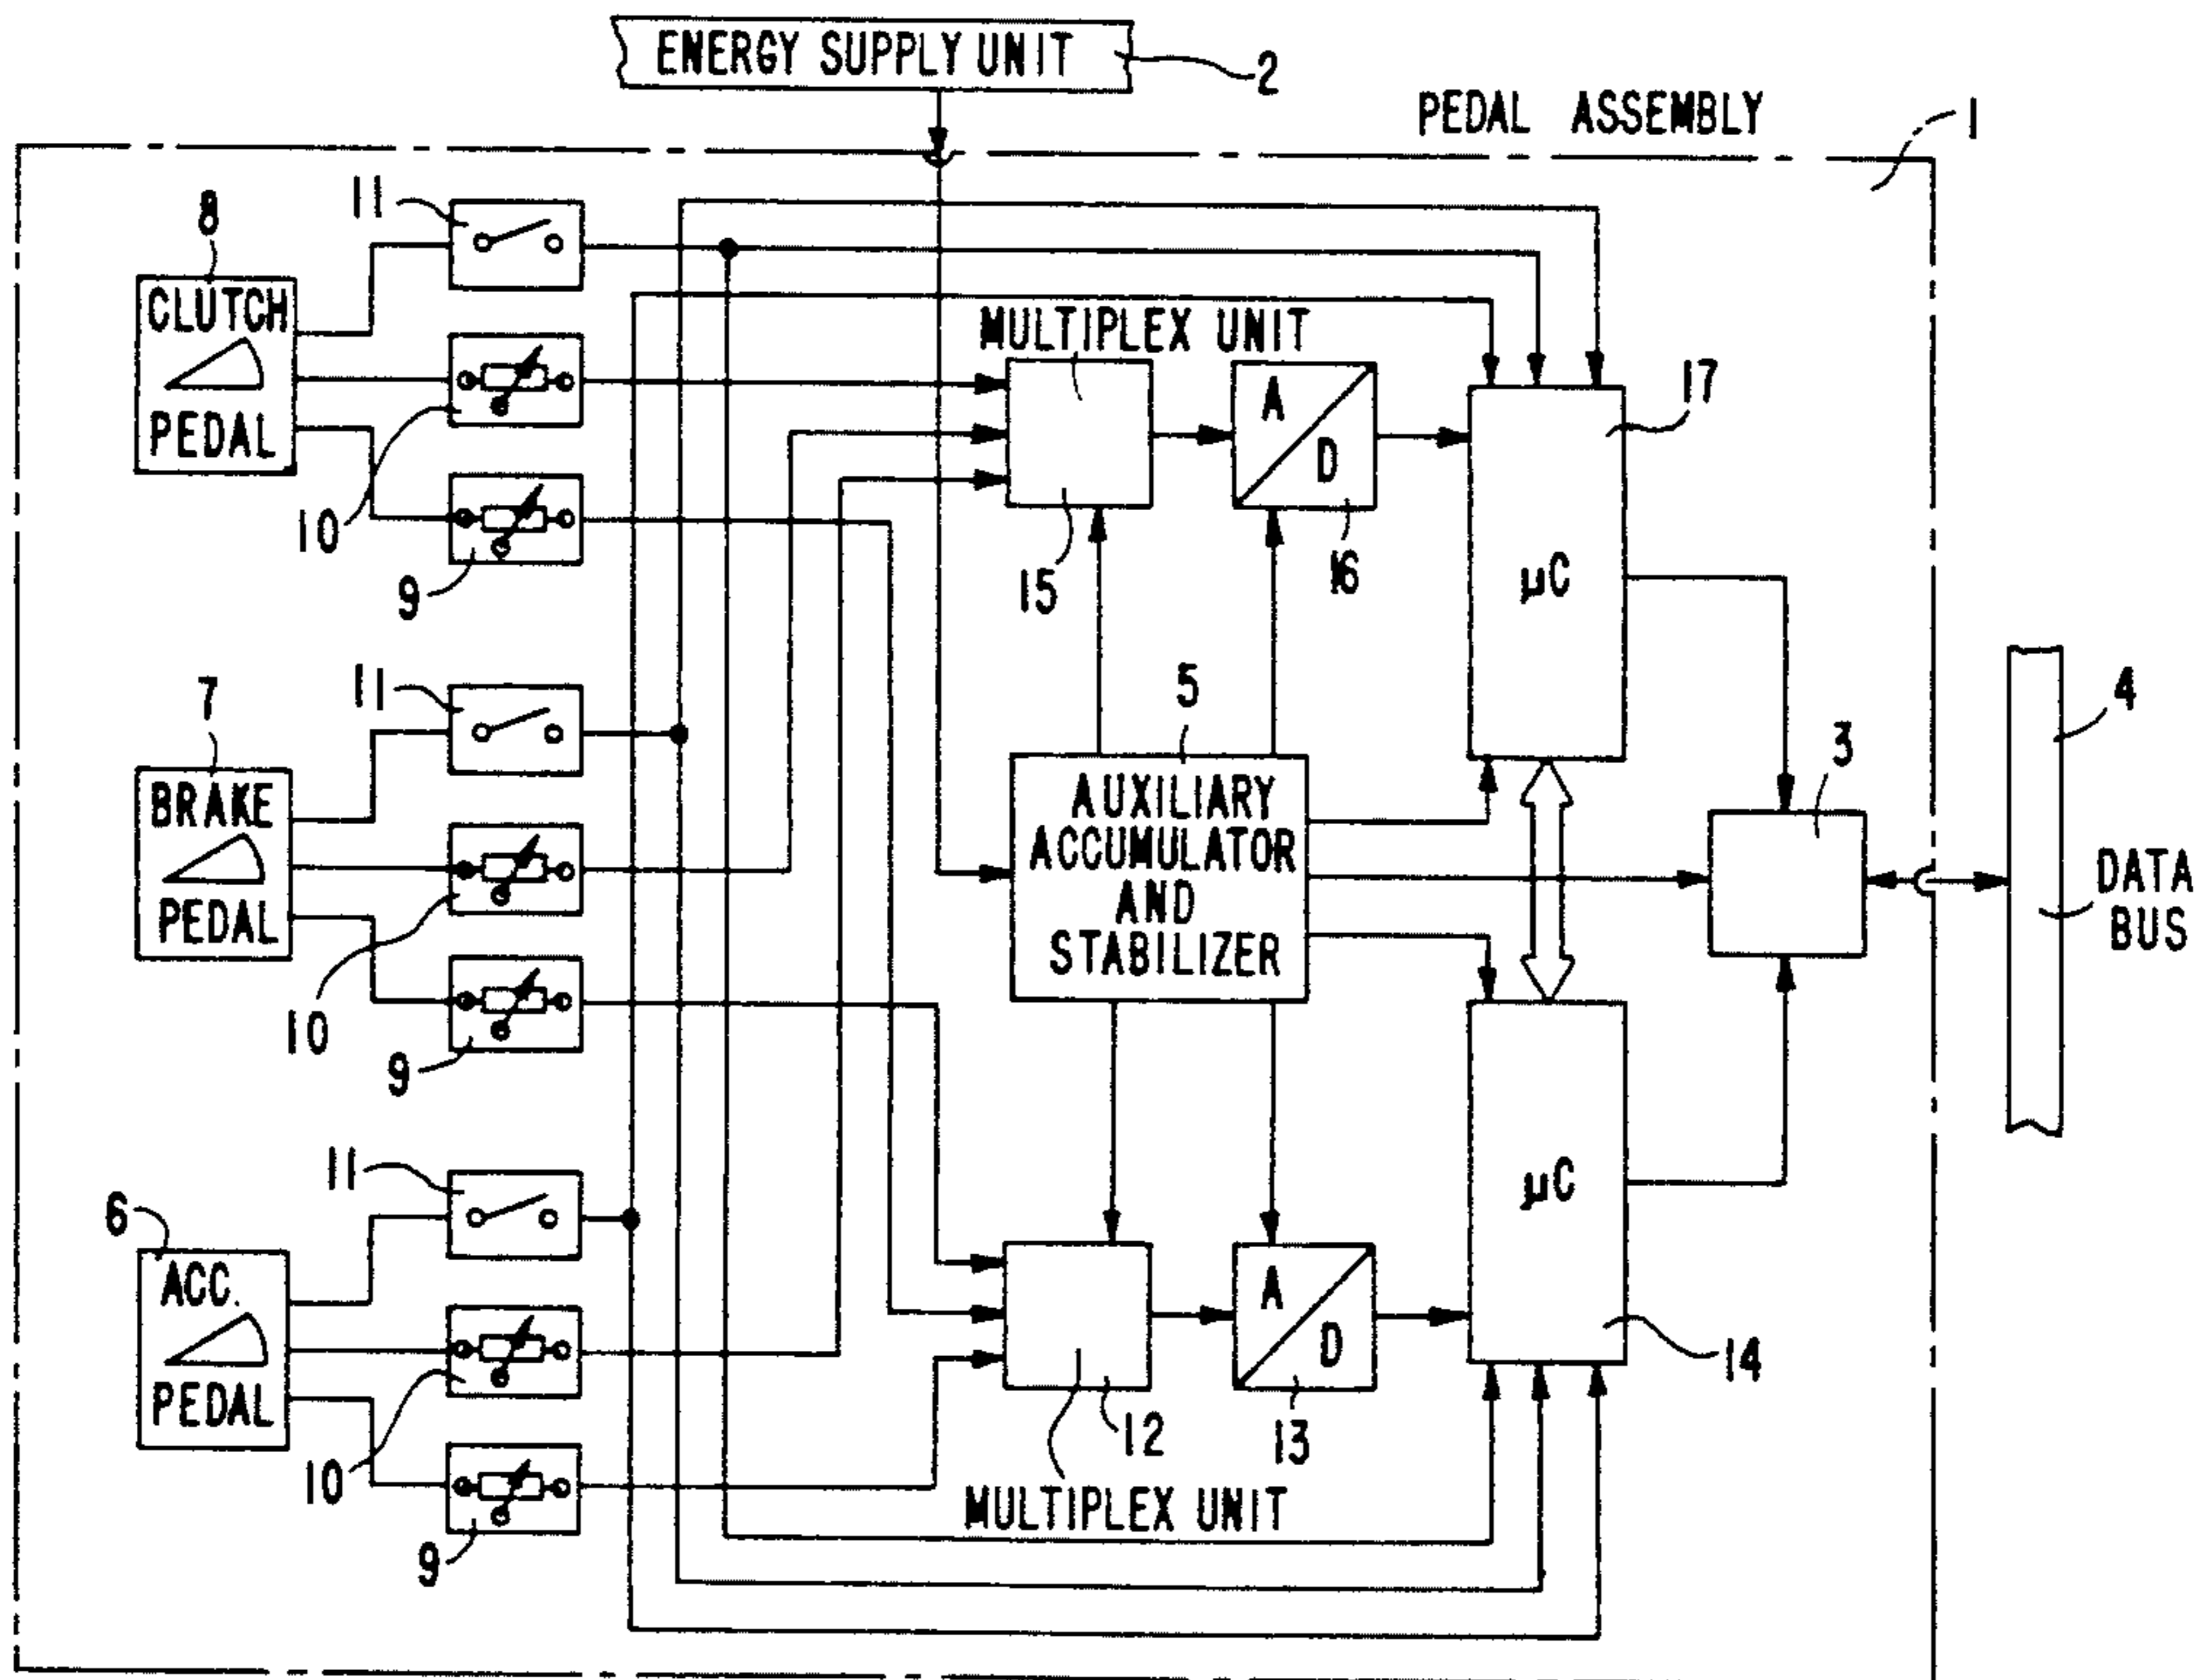 ENERGY SUPPLY UNIT
2
PEDAL ASSEMBLY
1
8
11
CLUTCH
PEDAL
10
9
MULTIPLEX UNIT
15
A
D
16
17
µC
7
11
BRAKE
PEDAL
10
9
5
AUXILIARY
ACCUMULATOR
AND
STABILIZER
3
4
DATA
BUS
6
11
ACC.
PEDAL
10
9
12
MULTIPLEX UNIT
A
D
13
µC
14